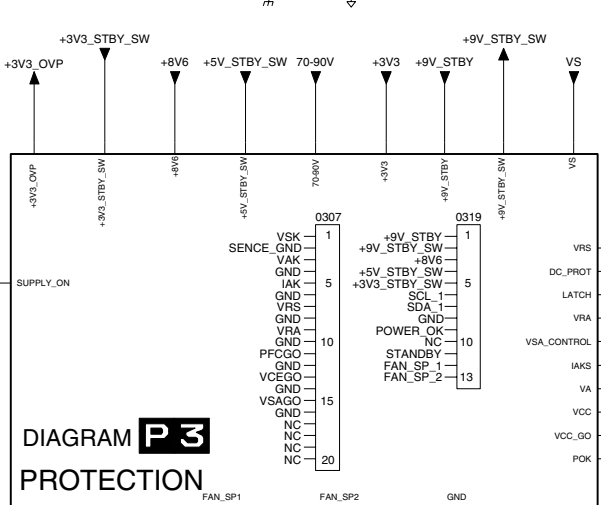 +3V3_STBY_SW
+9V_STBY_SW
+3V3_OVP
+8V6
+5V_STBY_SW
70-90V
+3V3
+9V_STBY
VS
+3V3_OVP
+3V3_STBY_SW
+8V6
+5V_STBY_SW
70-90V
+3V3
+9V_STBY
+9V_STBY_SW
VS
0307
VSK 1
SENCE_GND
VAK
GND
IAK 5
GND
VRS
GND
VRA
GND 10
PFCGO
GND
VCEGO
GND
VSAGO 15
GND
NC
NC
NC
NC 20
0319
+9V_STBY 1
+9V_STBY_SW
+8V6
+5V_STBY_SW
+3V3_STBY_SW 5
SCL_1
SDA_1
GND
POWER_OK
NC 10
STANDBY
FAN_SP_1
FAN_SP_2 13
SUPPLY_ON
VRS
DC_PROT
LATCH
VRA
VSA_CONTROL
IAKS
VA
VCC
VCC_GO
POK
DIAGRAM P 3
PROTECTION
FAN_SP1
FAN_SP2
GND